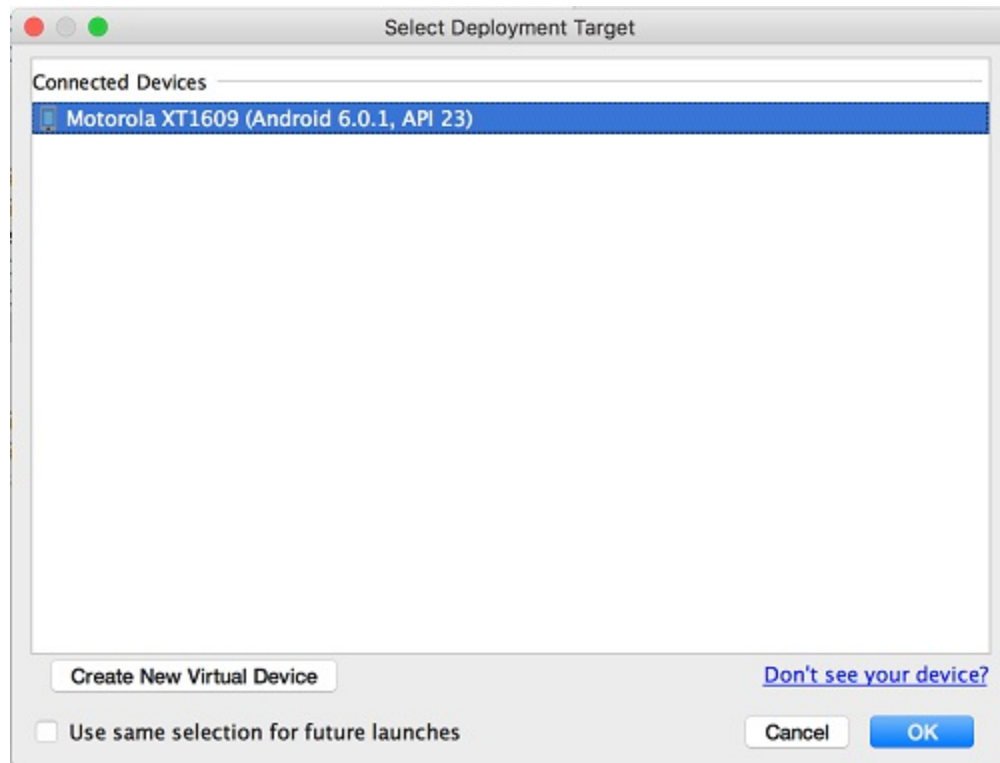 Select Deployment Target
Connected Devices
Motorola XT1609 (Android 6.0.1, API 23)
Create New Virtual Device
Don't see your device?
Use same selection for future launches
Cancel
OK